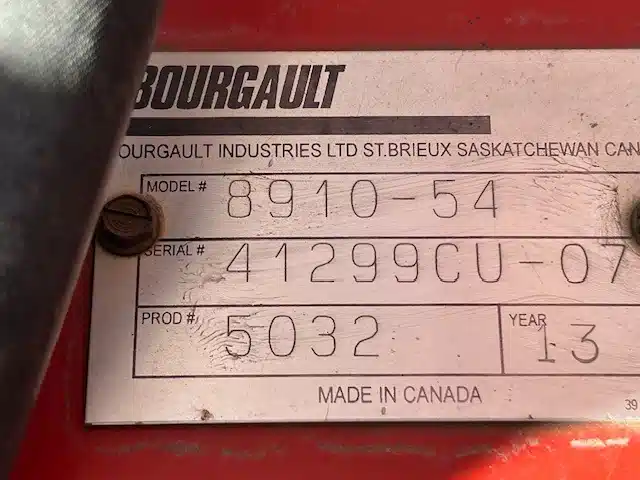 BOURGAULT
OURGAULT INDUSTRIES LTD ST.BRIEUX SASKATCHEWAN CAN
MODEL # 8910-54
SERIAL # 41299CU-07
PROD # 5032 YEAR 13
MADE IN CANADA
39